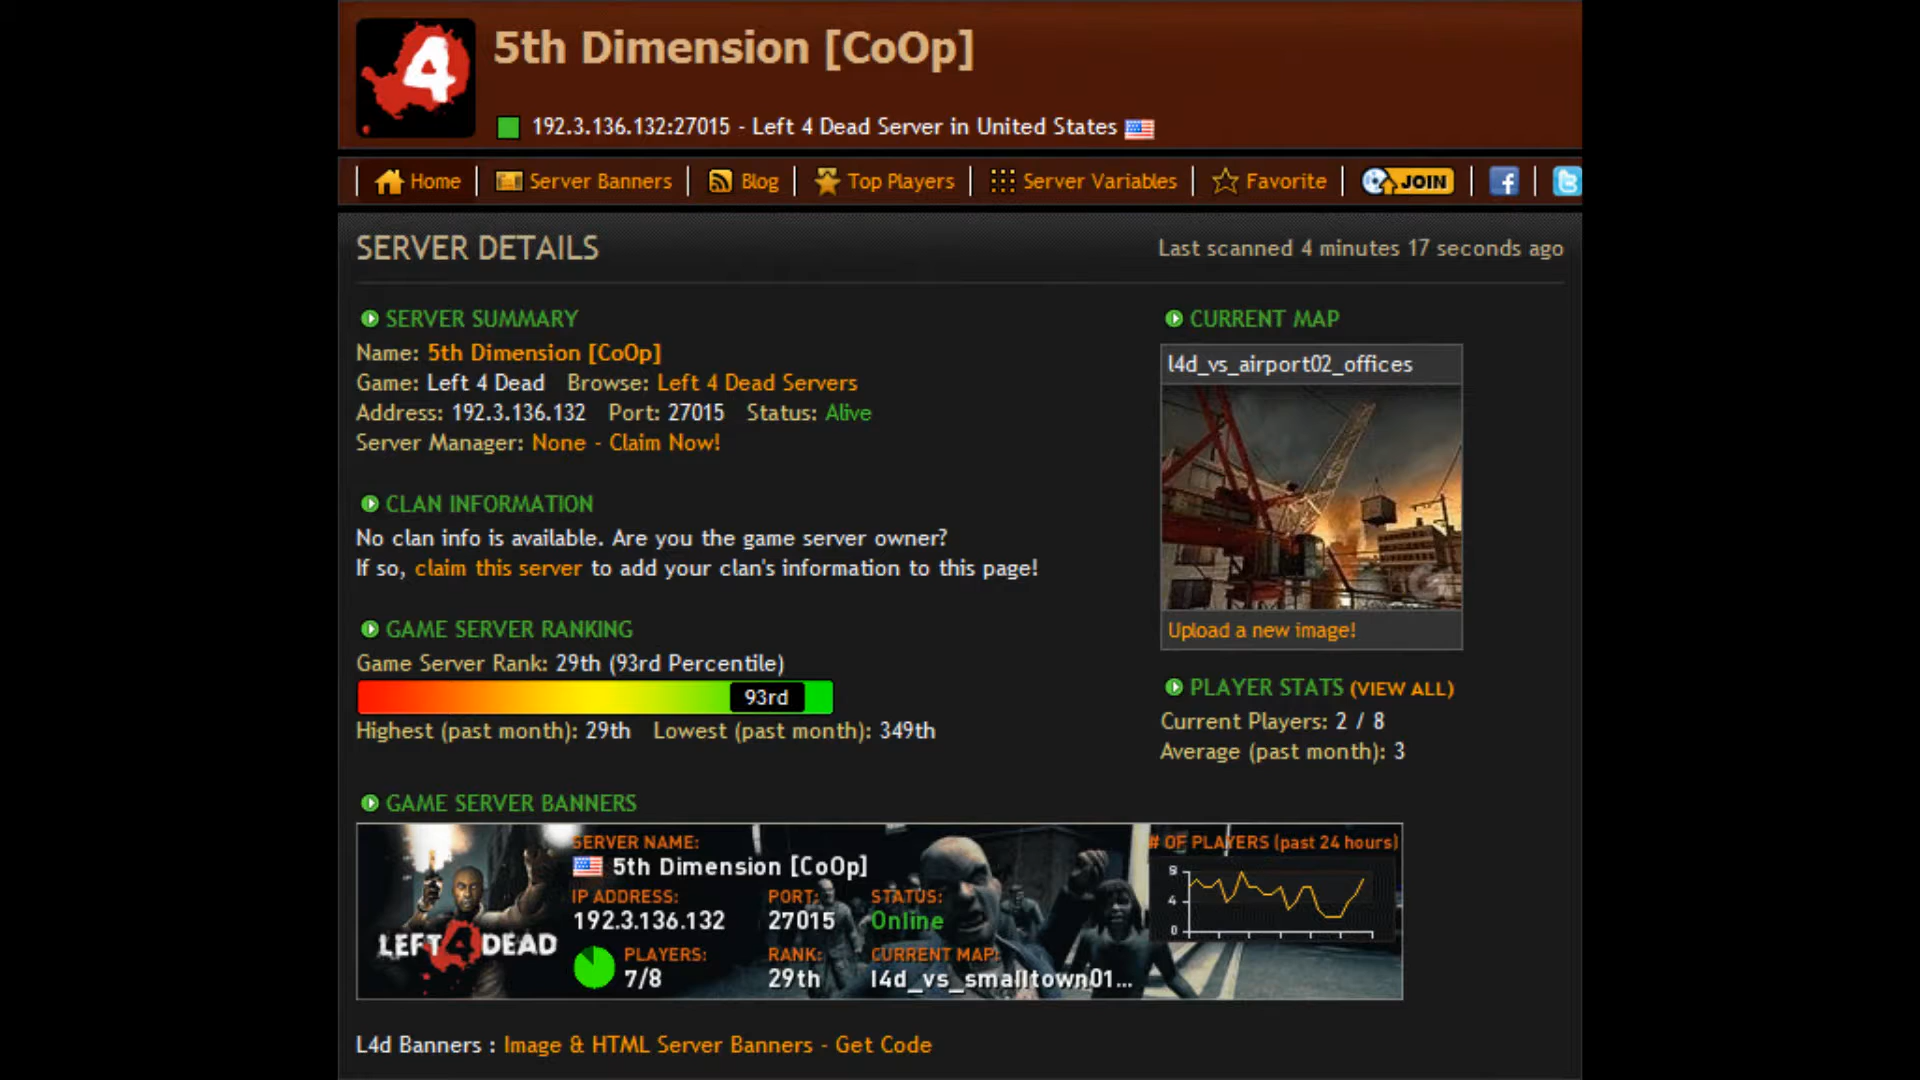 4
5th Dimension [CoOp]
192.3.136.132:27015 - Left 4 Dead Server in United States
Home
Server Banners
Blog
Top Players
Server Variables
Favorite
JOIN
f
SERVER DETAILS
Last scanned 4 minutes 17 seconds ago
SERVER SUMMARY
Name: 5th Dimension [CoOp]
Game: Left 4 Dead Browse: Left 4 Dead Servers
Address: 192.3.136.132 Port: 27015 Status: Alive
Server Manager: None - Claim Now!
CLAN INFORMATION
No clan info is available. Are you the game server owner?
If so, claim this server to add your clan's information to this page!
GAME SERVER RANKING
Game Server Rank: 29th (93rd Percentile)
93rd
Highest (past month): 29th Lowest (past month): 349th
CURRENT MAP
l4d_vs_airport02_offices
Upload a new image!
PLAYER STATS (VIEW ALL)
Current Players: 2 / 8
Average (past month): 3
GAME SERVER BANNERS
LEFT 4 DEAD
SERVER NAME:
5th Dimension [CoOp]
IP ADDRESS: PORT: STATUS:
192.3.136.132 27015 Online
PLAYERS: RANK: CURRENT MAP:
7/8 29th l4d_vs_smalltown01...
# OF PLAYERS (past 24 hours)
8
4
0
L4d Banners : Image & HTML Server Banners - Get Code